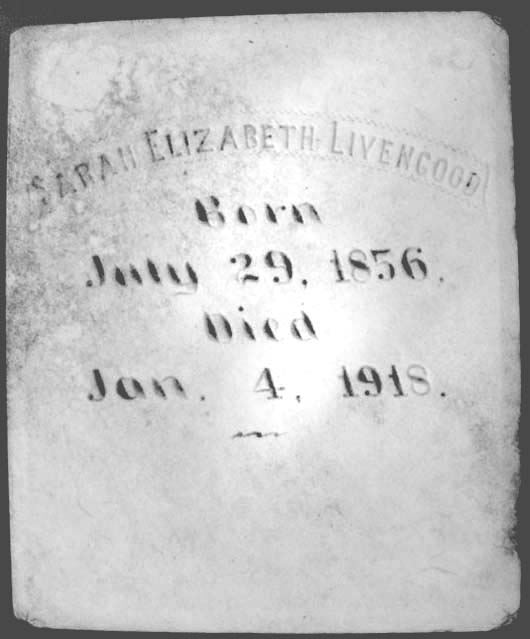 SARAH ELIZABETH LIVENGOOD
Born
July 29, 1856.
Died
Jan. 4, 1918.